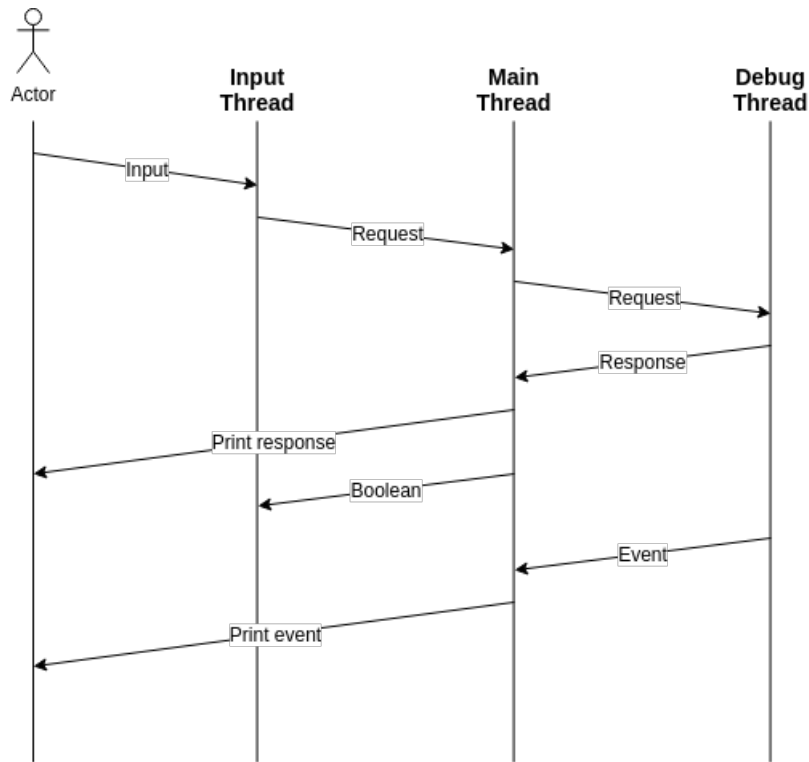 Actor
Input
Thread
Main
Thread
Debug
Thread
Input
Request
Request
Response
Print response
Boolean
Event
Print event